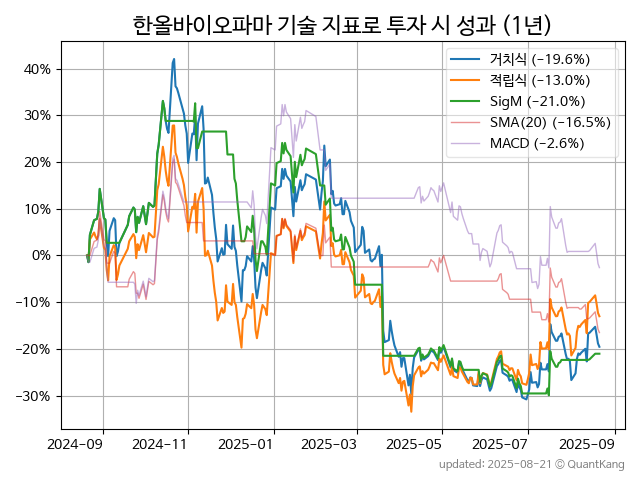 한올바이오파마 기술 지표로 투자 시 성과 (1년)
거치식 (−19.6%)
적립식 (−13.0%)
SigM (−21.0%)
SMA(20) (−16.5%)
MACD (−2.6%)
40%
30%
20%
10%
0%
−10%
−20%
−30%
2024−09 2024−11 2025−01 2025−03 2025−05 2025−07 2025−09
updated: 2025−08−21 © QuantKang